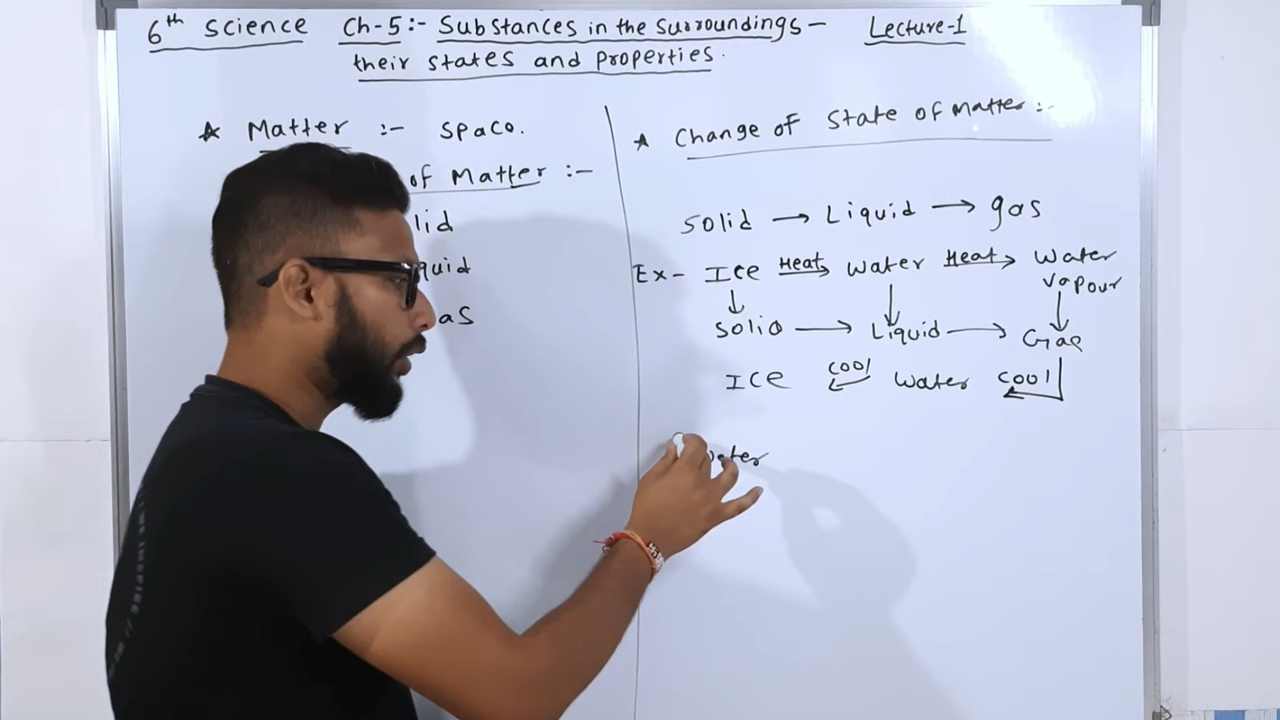 6th Science Ch-5:- Substances in the Surroundings – Lecture-1
their states and properties.
★ Matter :- Space.
of Matter :-
lid
quid
as
★ Change of State of Matter :-
Solid → Liquid → gas
Ex- Ice Heat→ Water Heat→ Water
vapour
↓ ↓ ↓
Solid → Liquid → Gas
Ice cool← Water cool←
water